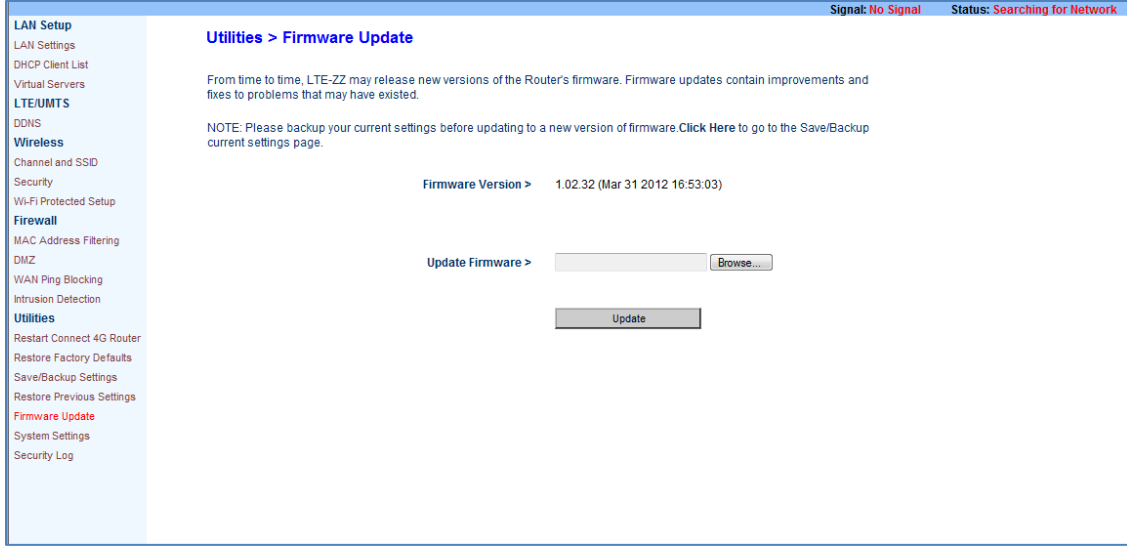 Signal: No Signal Status: Searching for Network
LAN Setup
LAN Settings
DHCP Client List
Virtual Servers
LTE/UMTS
DDNS
Wireless
Channel and SSID
Security
Wi-Fi Protected Setup
Firewall
MAC Address Filtering
DMZ
WAN Ping Blocking
Intrusion Detection
Utilities
Restart Connect 4G Router
Restore Factory Defaults
Save/Backup Settings
Restore Previous Settings
Firmware Update
System Settings
Security Log
Utilities > Firmware Update
From time to time, LTE-ZZ may release new versions of the Router's firmware. Firmware updates contain improvements and
fixes to problems that may have existed.
NOTE: Please backup your current settings before updating to a new version of firmware.Click Here to go to the Save/Backup
current settings page.
Firmware Version > 1.02.32 (Mar 31 2012 16:53:03)
Update Firmware > Browse...
Update